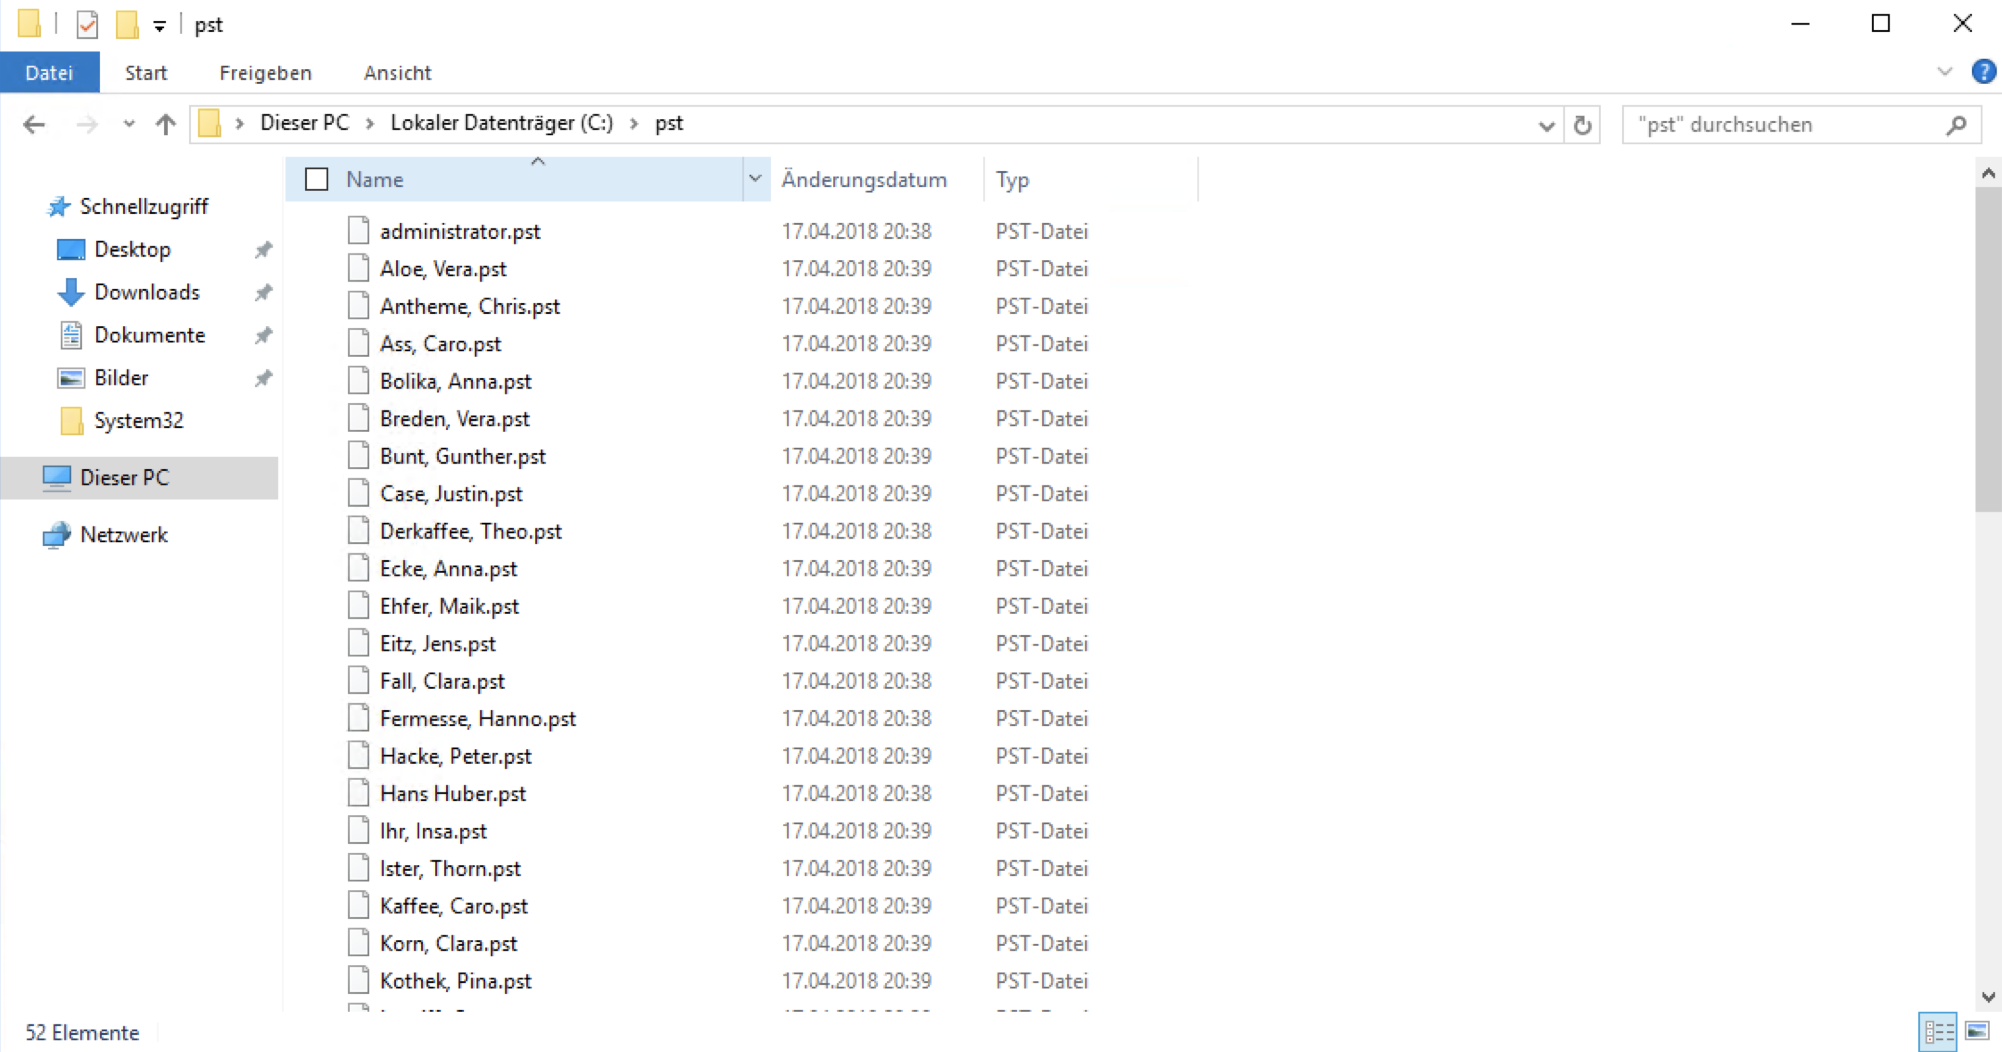 pst
Datei Start Freigeben Ansicht
Dieser PC Lokaler Datenträger (C:) pst
"pst" durchsuchen
Schnellzugriff
Desktop
Downloads
Dokumente
Bilder
System32
Dieser PC
Netzwerk
Name Änderungsdatum Typ
administrator.pst 17.04.2018 20:38 PST-Datei
Aloe, Vera.pst 17.04.2018 20:39 PST-Datei
Antheme, Chris.pst 17.04.2018 20:39 PST-Datei
Ass, Caro.pst 17.04.2018 20:39 PST-Datei
Bolika, Anna.pst 17.04.2018 20:39 PST-Datei
Breden, Vera.pst 17.04.2018 20:39 PST-Datei
Bunt, Gunther.pst 17.04.2018 20:39 PST-Datei
Case, Justin.pst 17.04.2018 20:39 PST-Datei
Derkaffee, Theo.pst 17.04.2018 20:38 PST-Datei
Ecke, Anna.pst 17.04.2018 20:39 PST-Datei
Ehfer, Maik.pst 17.04.2018 20:39 PST-Datei
Eitz, Jens.pst 17.04.2018 20:39 PST-Datei
Fall, Clara.pst 17.04.2018 20:38 PST-Datei
Fermesse, Hanno.pst 17.04.2018 20:38 PST-Datei
Hacke, Peter.pst 17.04.2018 20:39 PST-Datei
Hans Huber.pst 17.04.2018 20:38 PST-Datei
Ihr, Insa.pst 17.04.2018 20:39 PST-Datei
Ister, Thorn.pst 17.04.2018 20:39 PST-Datei
Kaffee, Caro.pst 17.04.2018 20:39 PST-Datei
Korn, Clara.pst 17.04.2018 20:39 PST-Datei
Kothek, Pina.pst 17.04.2018 20:39 PST-Datei
52 Elemente